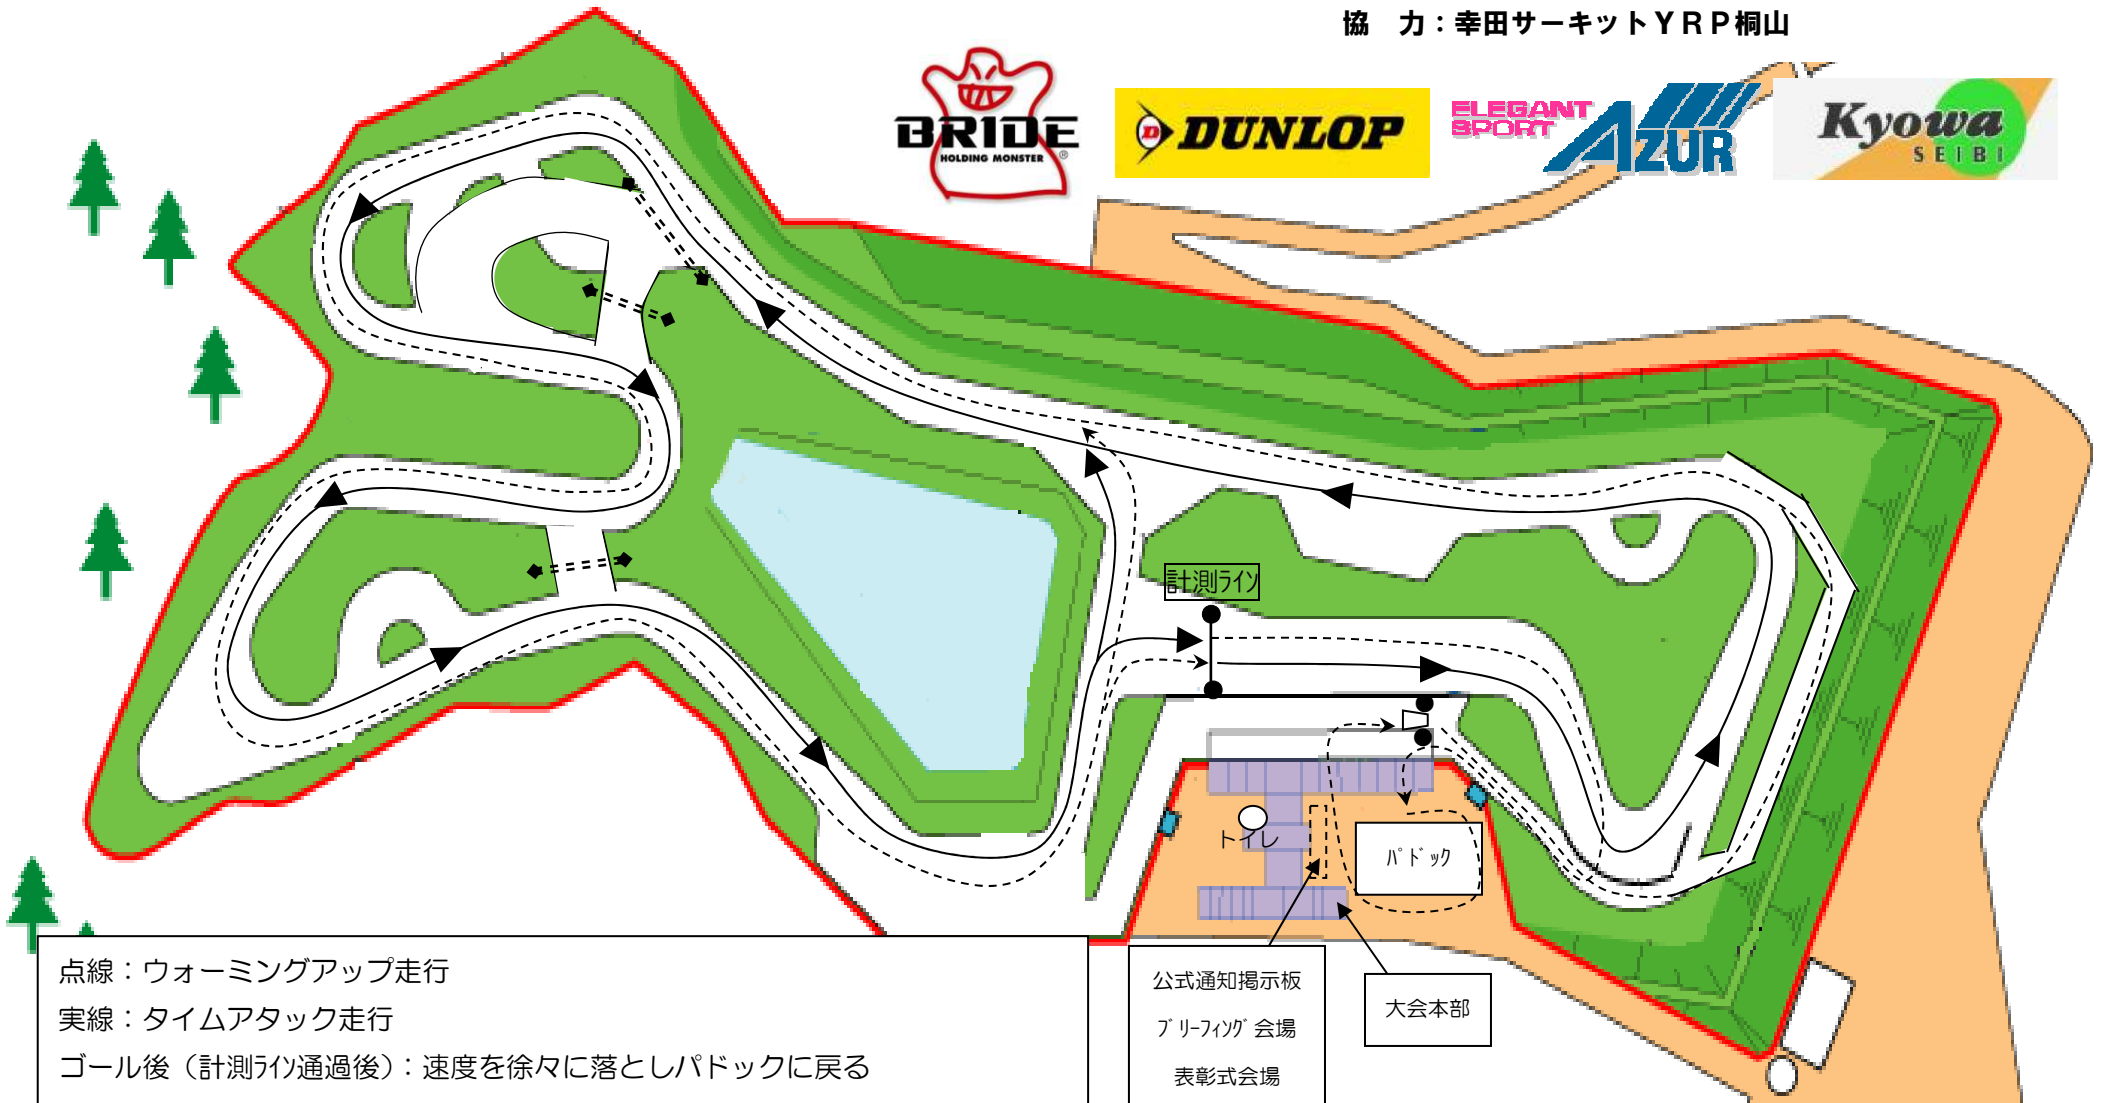 協　力：幸田サーキットＹＲＰ桐山
BRIDE
HOLDING MONSTER
®
D DUNLOP
ELEGANT
SPORT
AZUR
Kyowa
SEIBI
計測ﾗｲﾝ
トイレ
ﾊﾟﾄﾞｯｸ
点線：ウォーミングアップ走行
実線：タイムアタック走行
ゴール後（計測ﾗｲﾝ通過後）：速度を徐々に落としパドックに戻る
公式通知掲示板
ﾌﾞﾘｰﾌｨﾝｸﾞ会場
表彰式会場
大会本部